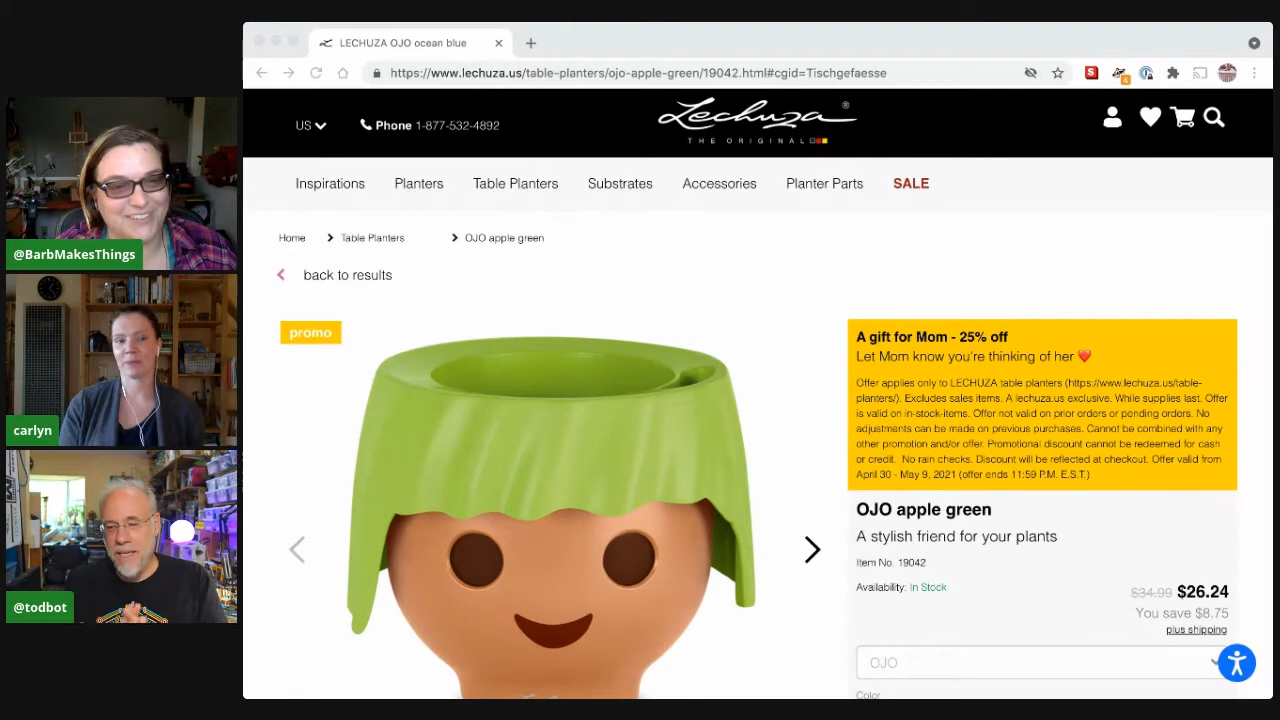 LECHUZA OJO ocean blue
https://www.lechuza.us/table-planters/ojo-apple-green/19042.html#cgid=Tischgefaesse
US
Phone 1-877-532-4892
Lechuza ®
THE ORIGINAL
Inspirations
Planters
Table Planters
Substrates
Accessories
Planter Parts
SALE
Home
Table Planters
OJO apple green
back to results
promo
A gift for Mom - 25% off
Let Mom know you're thinking of her ❤️
Offer applies only to LECHUZA table planters (https://www.lechuza.us/table-
planters/). Excludes sales items. A lechuza.us exclusive. While supplies last. Offer
is valid on in-stock-items. Offer not valid on prior orders or pending orders. No
adjustments can be made on previous purchases. Cannot be combined with any
other promotion and/or offer. Promotional discount cannot be redeemed for cash
or credit. No rain checks. Discount will be reflected at checkout. Offer valid from
April 30 - May 9, 2021 (offer ends 11:59 P.M. E.S.T.)
OJO apple green
A stylish friend for your plants
Item No. 19042
Availability: In Stock
$34.99 $26.24
You save $8.75
plus shipping
OJO
Color
@BarbMakesThings
carlyn
@todbot